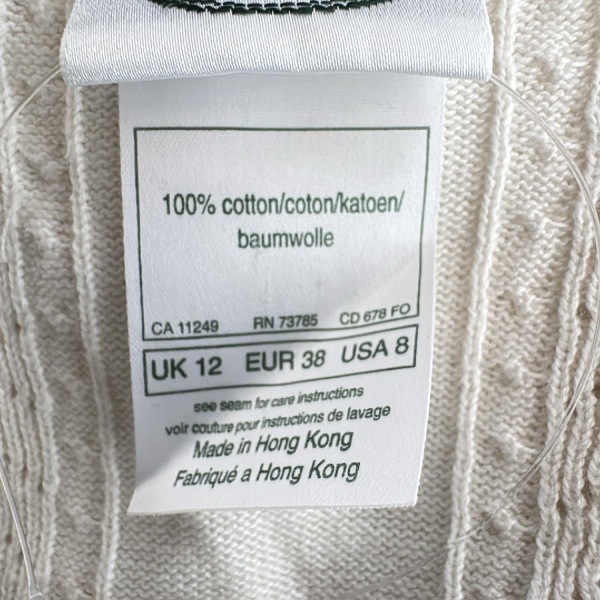 100% cotton/coton/katoen/
baumwolle
CA 11249 RN 73785 CD 678 FO
UK 12 EUR 38 USA 8
see seam for care instructions
voir couture pour instructions de lavage
Made in Hong Kong
Fabriqué a Hong Kong